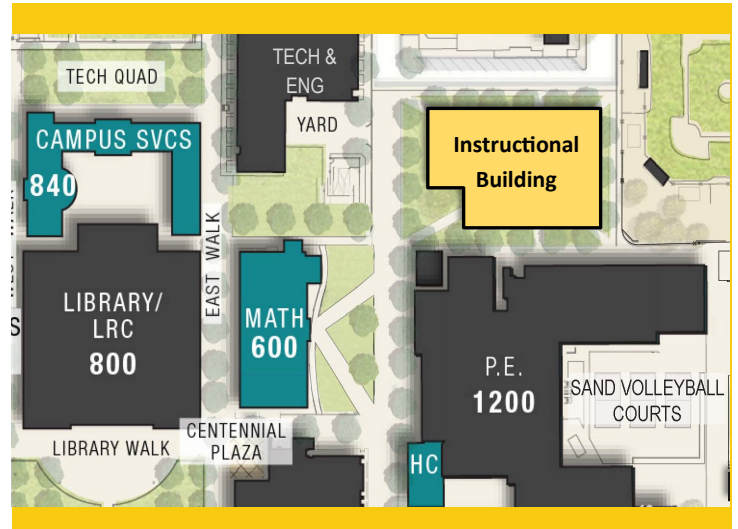 TECH QUAD
TECH &
ENG
YARD
CAMPUS SVCS
840
Instructional
Building
EAST WALK
LIBRARY/
LRC
800
MATH
600
P.E.
1200
SAND VOLLEYBALL
COURTS
CENTENNIAL
PLAZA
LIBRARY WALK
HC